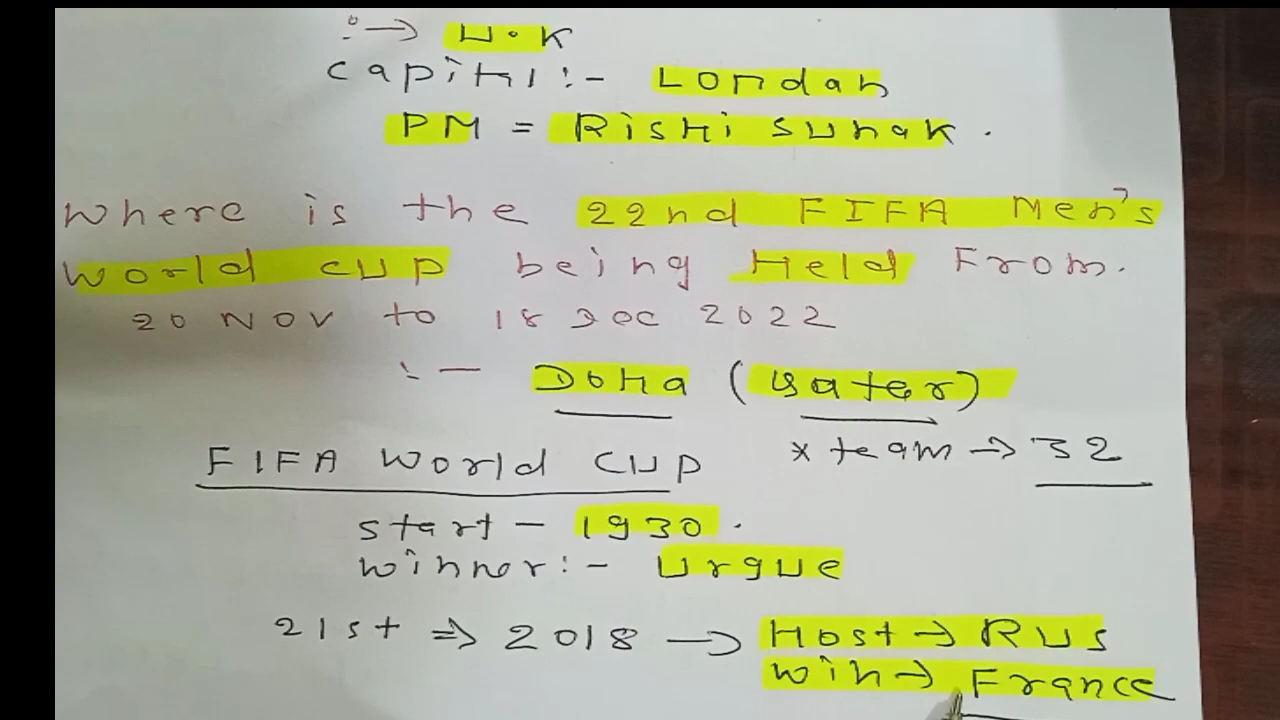 :→ U.K
Capital:- Londan
PM = Rishi Sunak.
Where is the 22nd FIFA Men's
World CUP being Held From.
20 NOV to 18 Dec 2022
:- DOHA (Qater)
FIFA World CUP * team → 32
start - 1930.
Winner:- Urgue
21st ⇒ 2018 → Host → RUS
Win → France